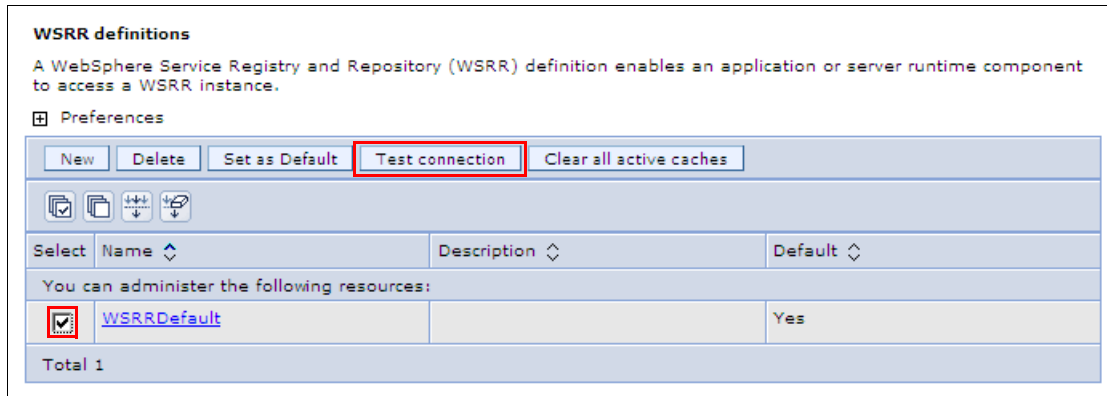 WSRR definitions
A WebSphere Service Registry and Repository (WSRR) definition enables an application or server runtime component
to access a WSRR instance.
Preferences
New Delete Set as Default Test connection Clear all active caches
Select Name Description Default
You can administer the following resources:
WSRRDefault Yes
Total 1